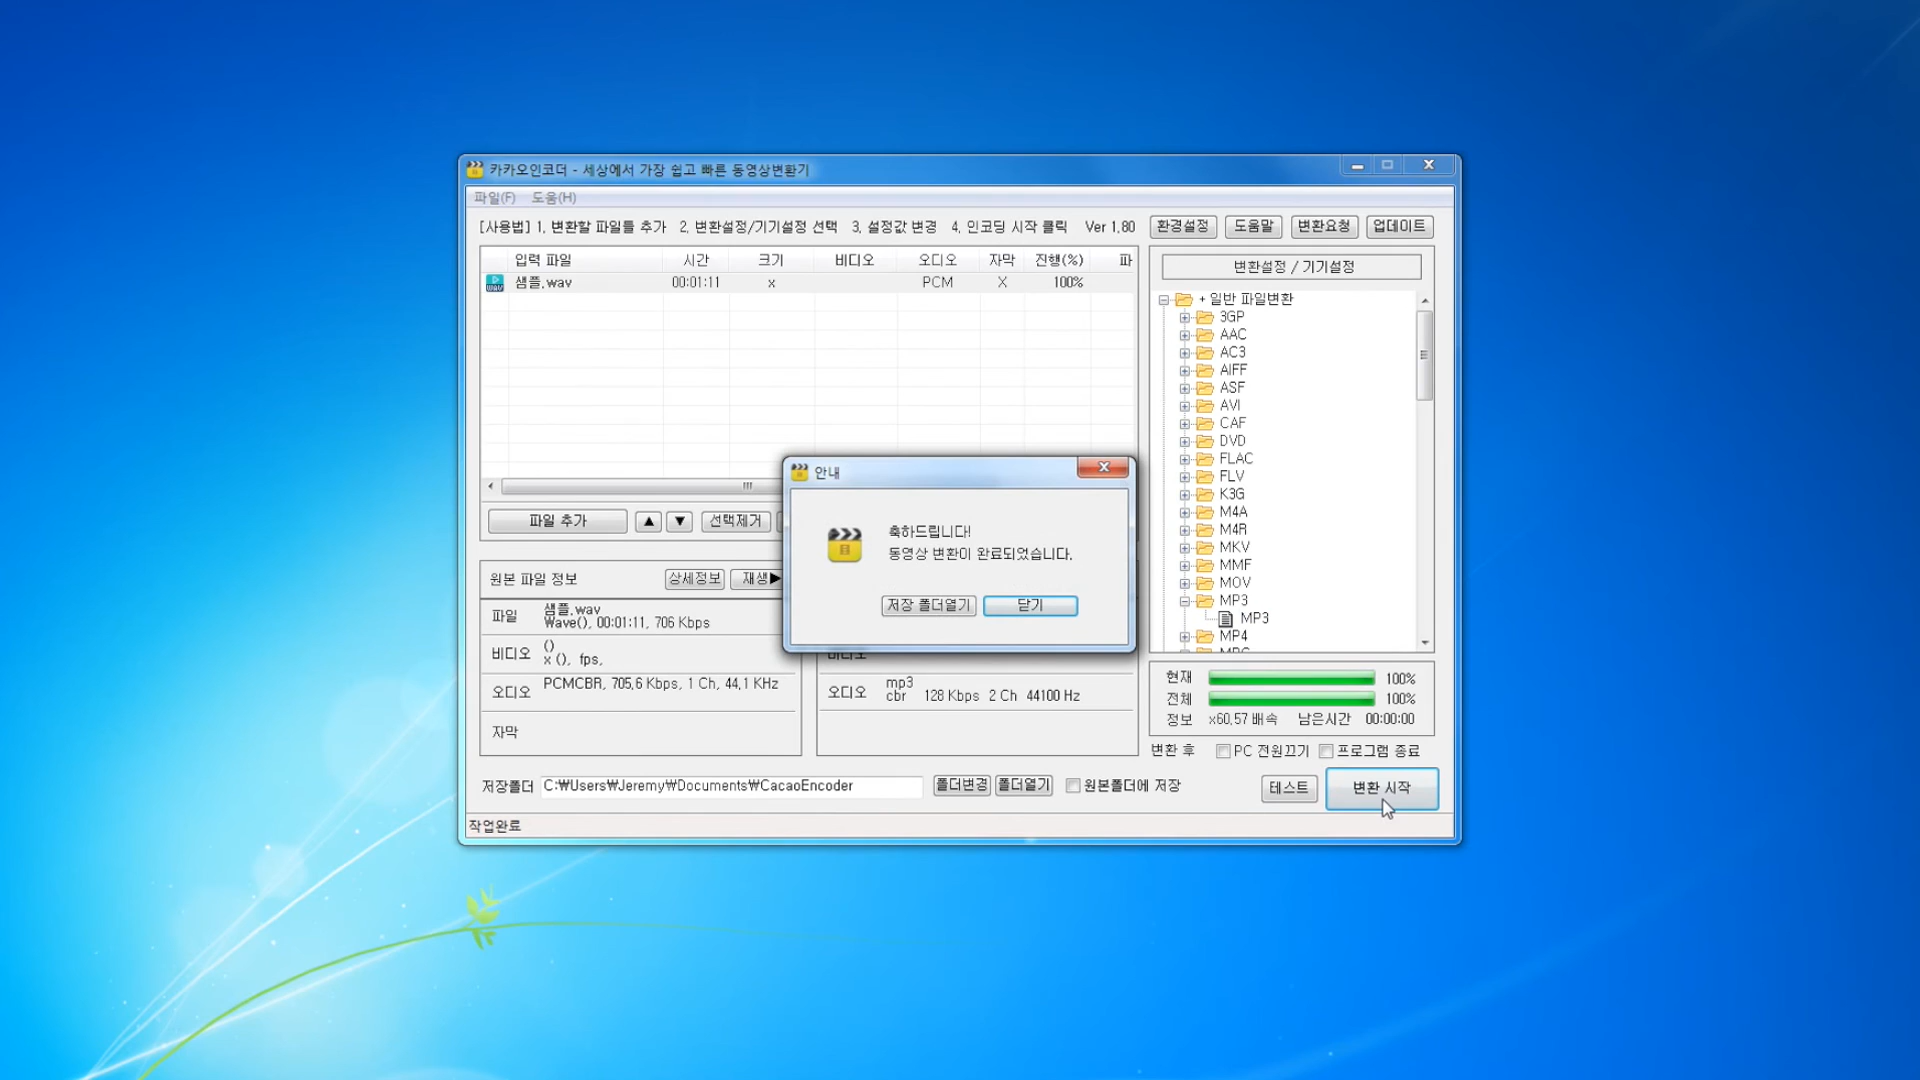 카카오인코더 - 세상에서 가장 쉽고 빠른 동영상변환기
파일(F) 도움(H)
[사용법] 1. 변환할 파일들 추가 2. 변환설정/기기설정 선택 3. 설정값 변경 4. 인코딩 시작 클릭 Ver 1.80 환경설정 도움말 변환요청 업데이트
입력 파일 시간 크기 비디오 오디오 자막 진행(%) 파
샘플.wav 00:01:11 x PCM X 100%
변환설정 / 기기설정
+ 일반 파일변환
3GP
AAC
AC3
AIFF
ASF
AVI
CAF
DVD
FLAC
FLV
K3G
M4A
M4R
MKV
MMF
MOV
MP3
MP3
MP4
파일 추가 ▲ ▼ 선택제거
안내
축하드립니다!
동영상 변환이 완료되었습니다.
저장 폴더열기 닫기
원본 파일 정보 상세정보 재생▶
파일 샘플.wav
Wave(), 00:01:11, 706 Kbps
비디오 ()
x (), fps,
오디오 PCMCBR, 705.6 Kbps, 1 Ch, 44.1 KHz
자막
비디오
오디오 mp3
cbr 128 Kbps 2 Ch 44100 Hz
현재 100%
전체 100%
정보 x60.57 배속 남은시간 00:00:00
변환 후 PC 전원끄기 프로그램 종료
저장폴더 C:₩Users₩Jeremy₩Documents₩CacaoEncoder 폴더변경 폴더열기 원본폴더에 저장 테스트 변환 시작
작업완료